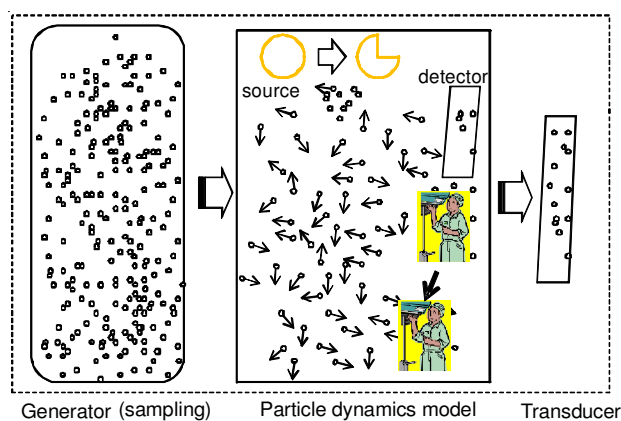 source
detector
Generator (sampling)
Particle dynamics model
Transducer